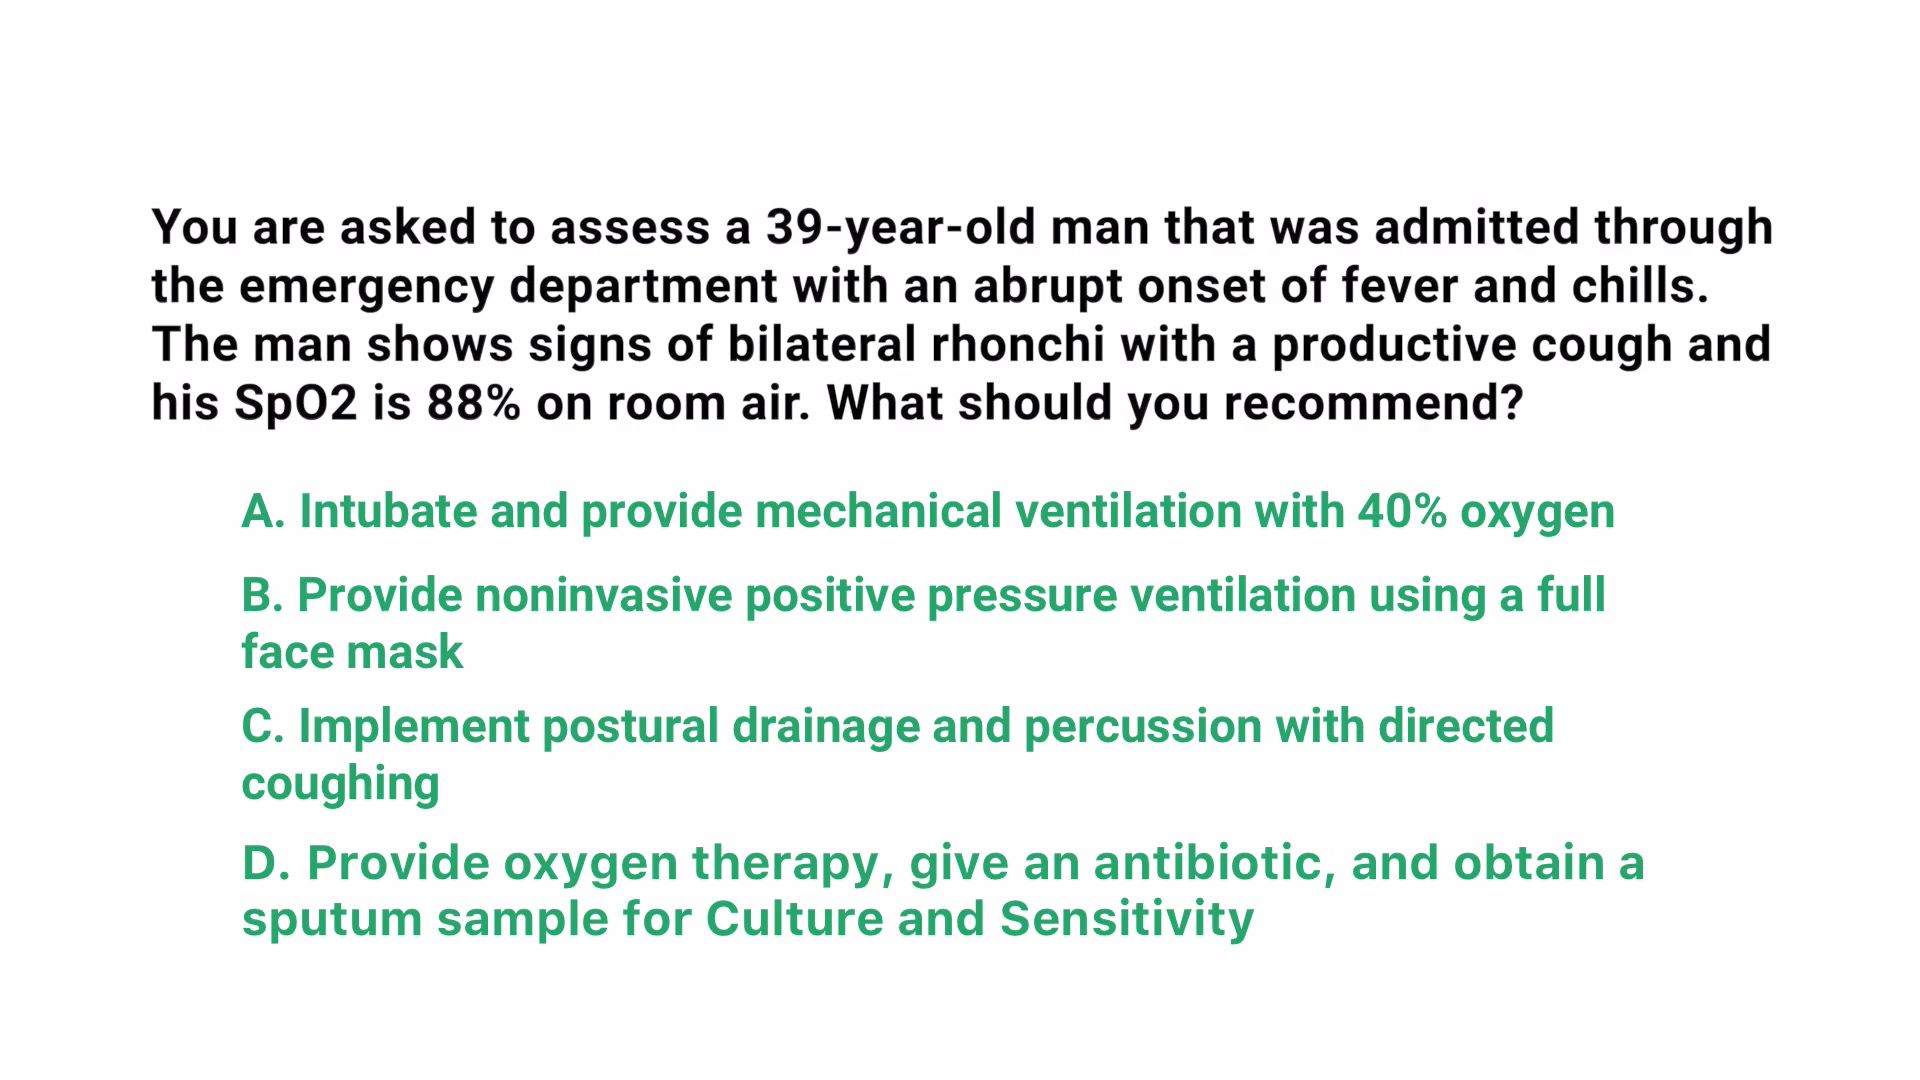 You are asked to assess a 39-year-old man that was admitted through
the emergency department with an abrupt onset of fever and chills.
The man shows signs of bilateral rhonchi with a productive cough and
his SpO2 is 88% on room air. What should you recommend?
A. Intubate and provide mechanical ventilation with 40% oxygen
B. Provide noninvasive positive pressure ventilation using a full
face mask
C. Implement postural drainage and percussion with directed
coughing
D. Provide oxygen therapy, give an antibiotic, and obtain a
sputum sample for Culture and Sensitivity